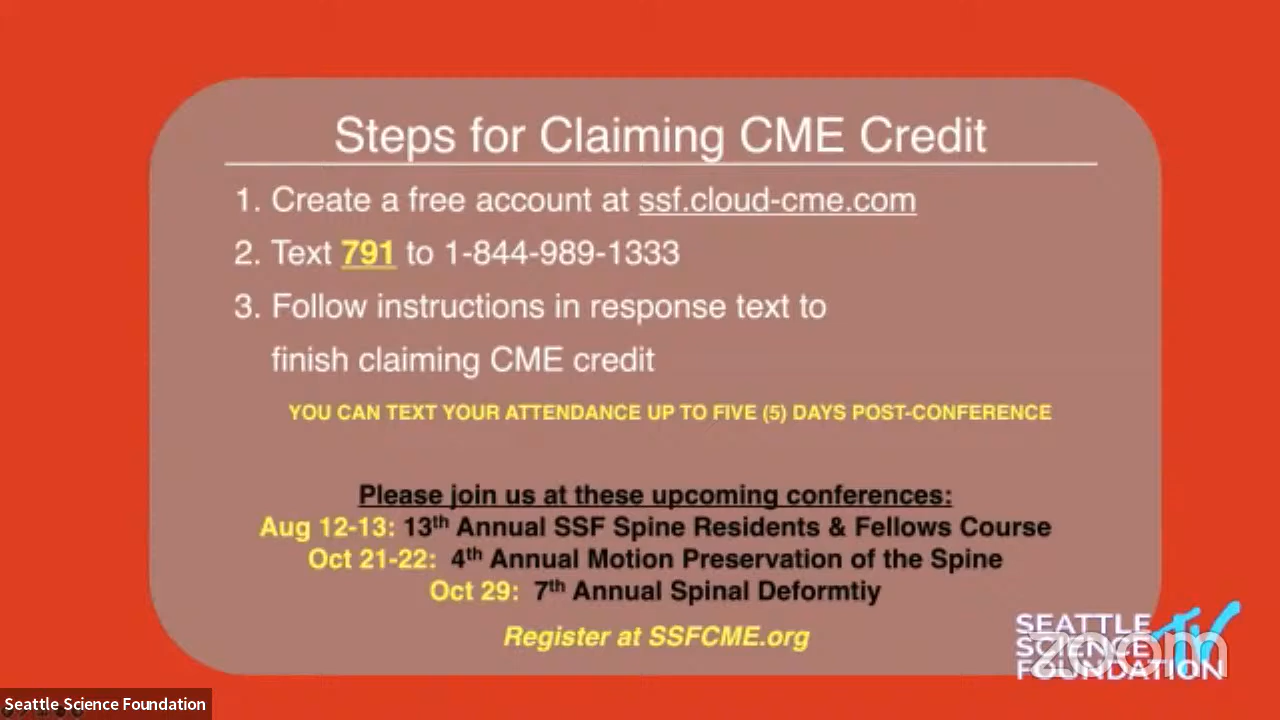 Steps for Claiming CME Credit
1. Create a free account at ssf.cloud-cme.com
2. Text 791 to 1-844-989-1333
3. Follow instructions in response text to
finish claiming CME credit
YOU CAN TEXT YOUR ATTENDANCE UP TO FIVE (5) DAYS POST-CONFERENCE
Please join us at these upcoming conferences:
Aug 12-13: 13th Annual SSF Spine Residents & Fellows Course
Oct 21-22: 4th Annual Motion Preservation of the Spine
Oct 29: 7th Annual Spinal Deformtiy
Register at SSFCME.org
SEATTLE
SCIENCE TV
FOUNDATION
zoom
Seattle Science Foundation